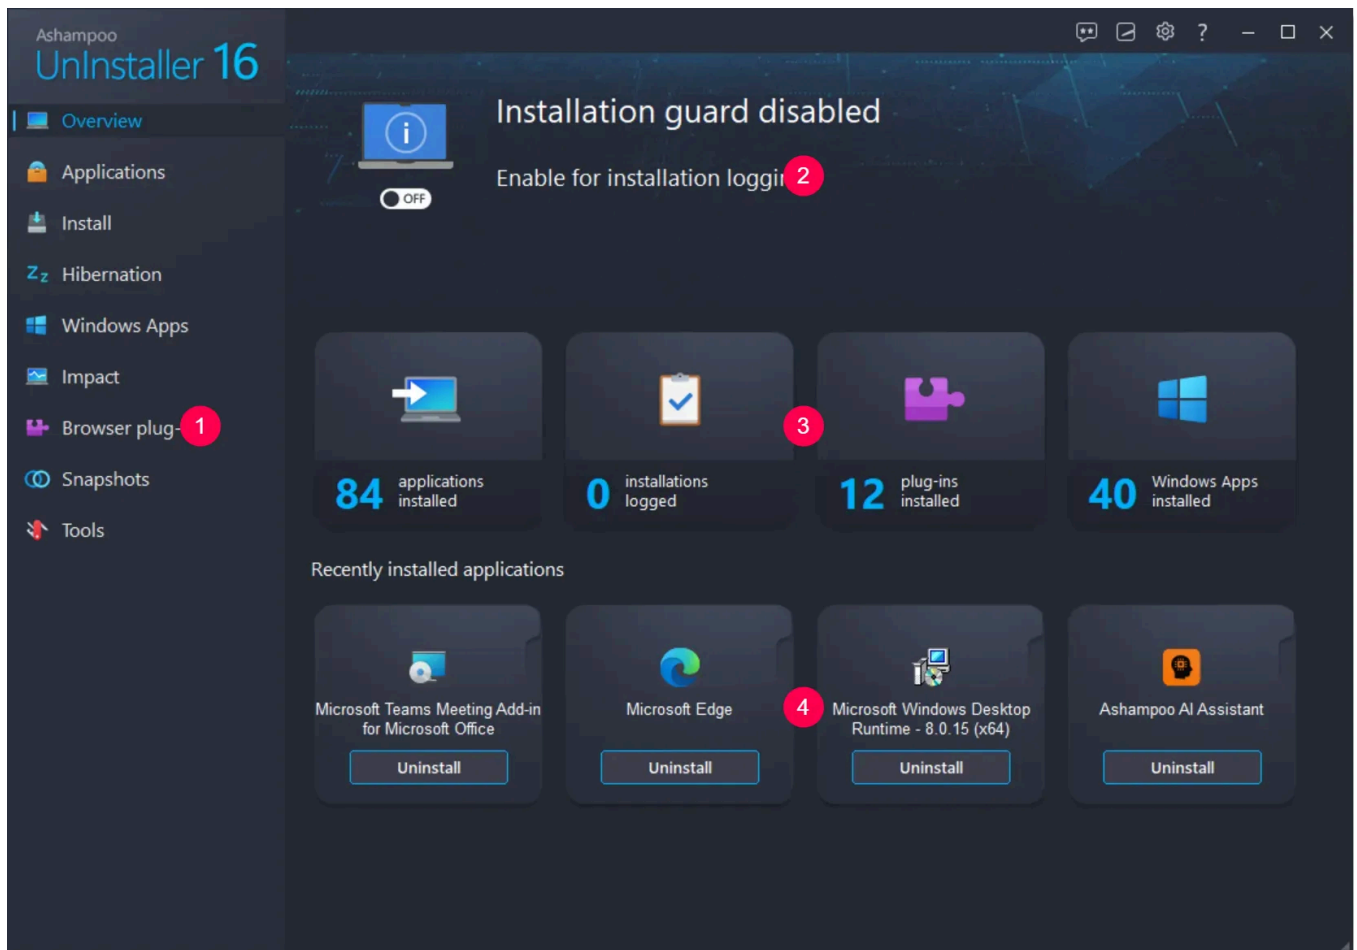 Ashampoo
UnInstaller 16
?
Overview
Applications
Install
Zz Hibernation
Windows Apps
Impact
Browser plug- 1
Snapshots
Tools
i
Installation guard disabled
OFF
Enable for installation loggin 2
84 applications
installed
0 installations
logged
3
12 plug-ins
installed
40 Windows Apps
installed
Recently installed applications
Microsoft Teams Meeting Add-in
for Microsoft Office
Uninstall
Microsoft Edge
Uninstall
4
Microsoft Windows Desktop
Runtime - 8.0.15 (x64)
Uninstall
Ashampoo AI Assistant
Uninstall